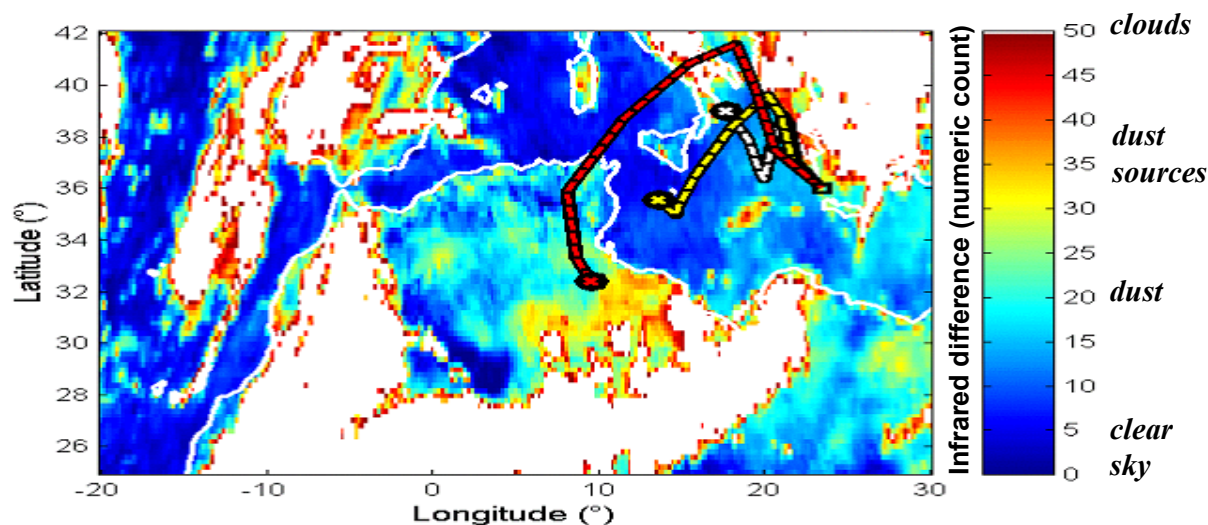 42
40
38
36
34
32
30
28
26
Latitude (°)
-20 -10 0 10 20 30
Longitude (°)
Infrared difference (numeric count)
50
45
40
35
30
25
20
15
10
5
0
clouds
dust
sources
dust
clear
sky